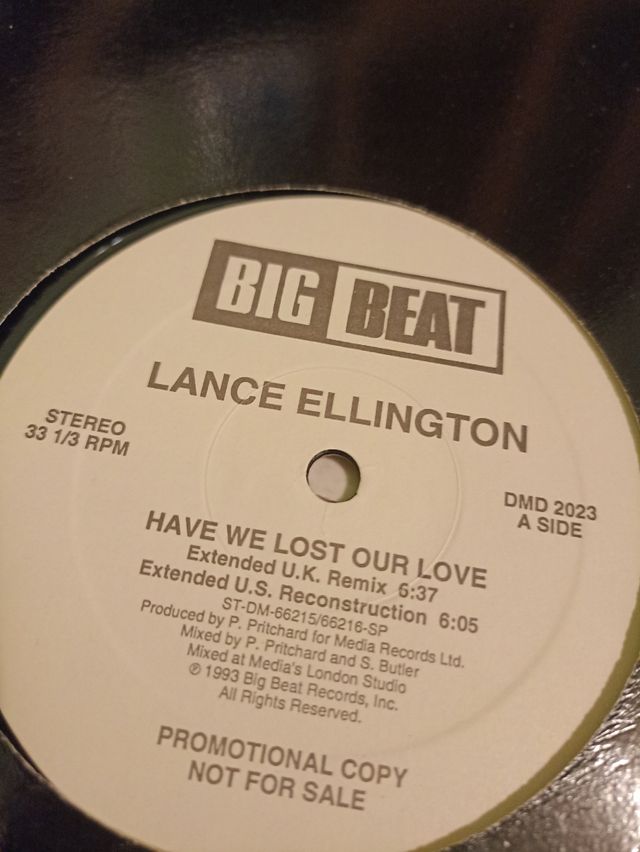 BIG BEAT
LANCE ELLINGTON
STEREO
33 1/3 RPM
DMD 2023
A SIDE
HAVE WE LOST OUR LOVE
Extended U.K. Remix 6:37
Extended U.S. Reconstruction 6:05
ST-DM-66215/66216-SP
Produced by P. Pritchard for Media Records Ltd.
Mixed by P. Pritchard and S. Butler
Mixed at Media's London Studio
℗ 1993 Big Beat Records, Inc.
All Rights Reserved.
PROMOTIONAL COPY
NOT FOR SALE